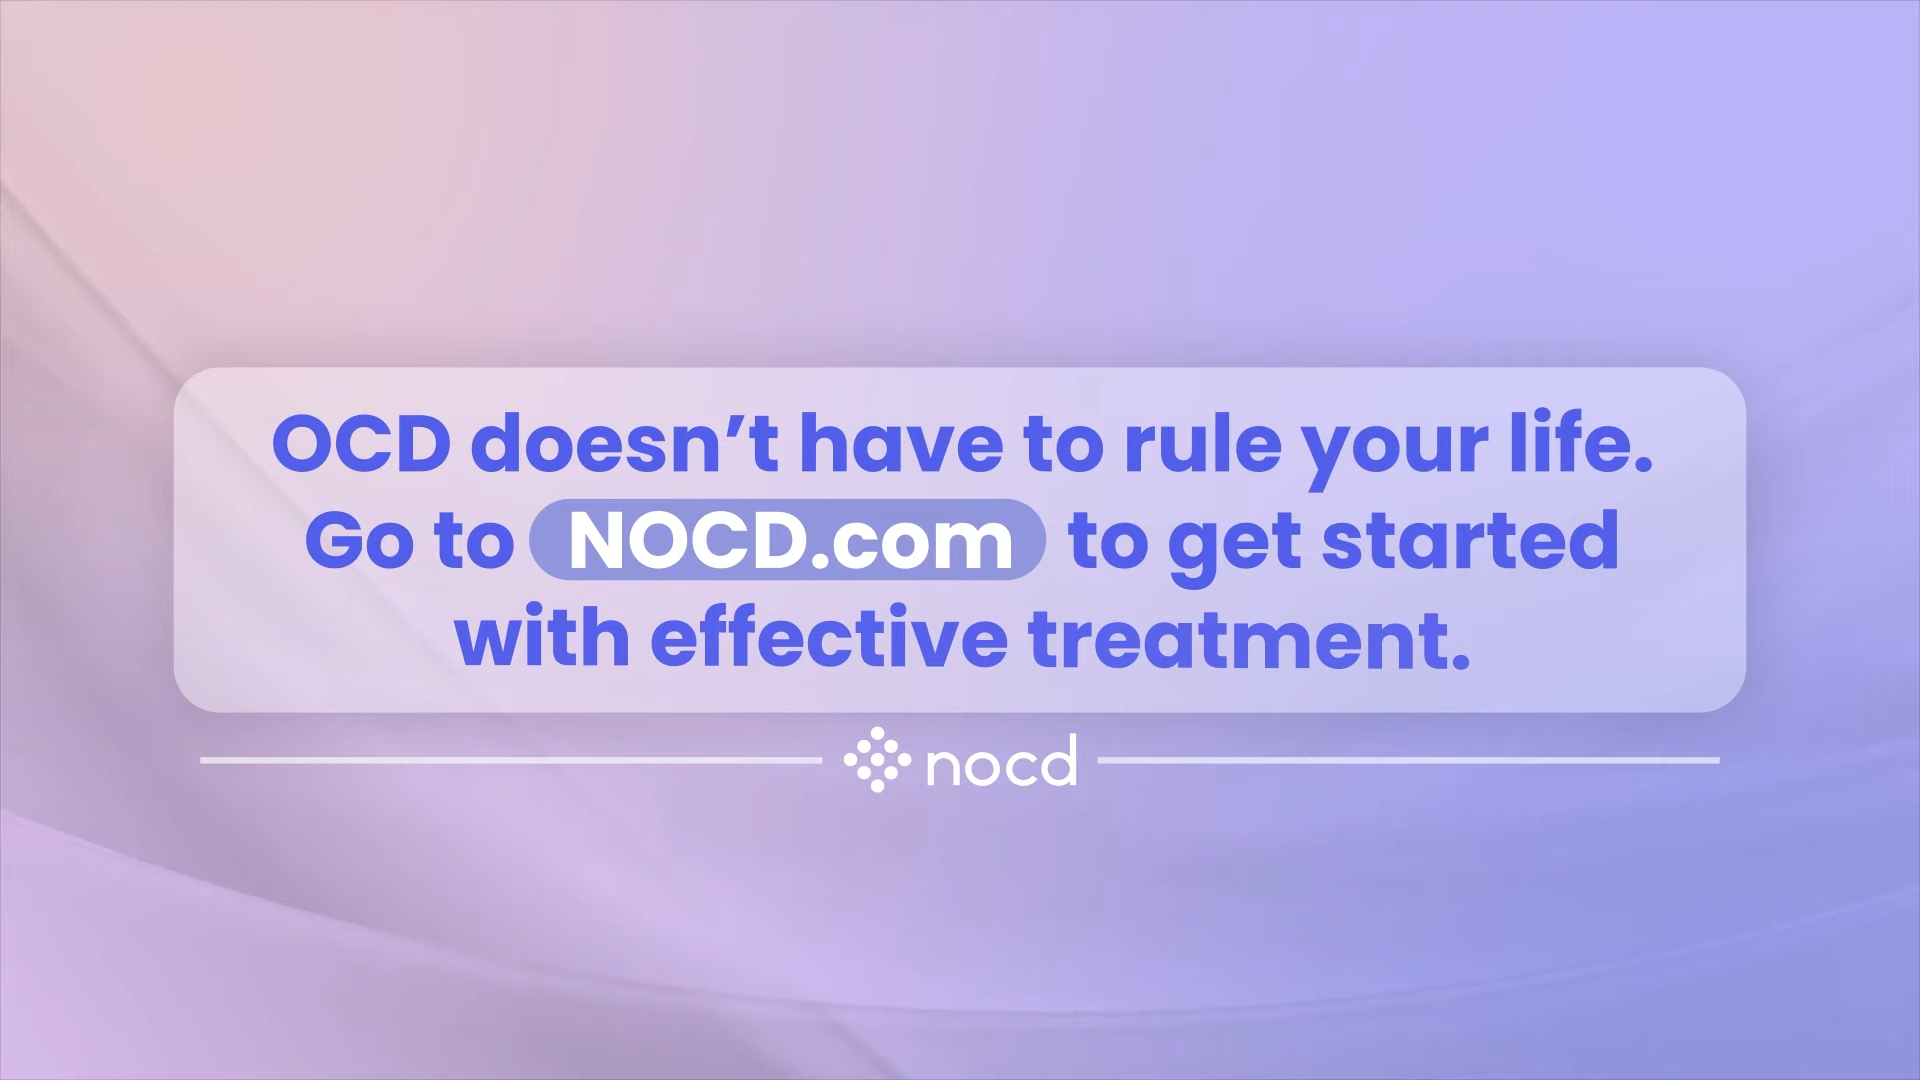 OCD doesn’t have to rule your life.
Go to NOCD.com to get started
with effective treatment.
nocd